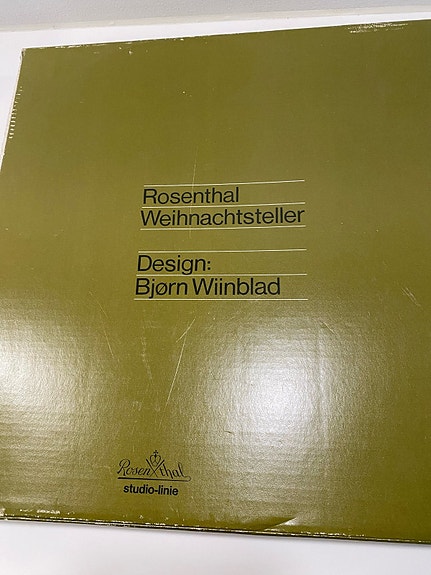 Rosenthal
Weihnachtsteller
Design:
Bjørn Wiinblad
Rosenthal
studio-linie